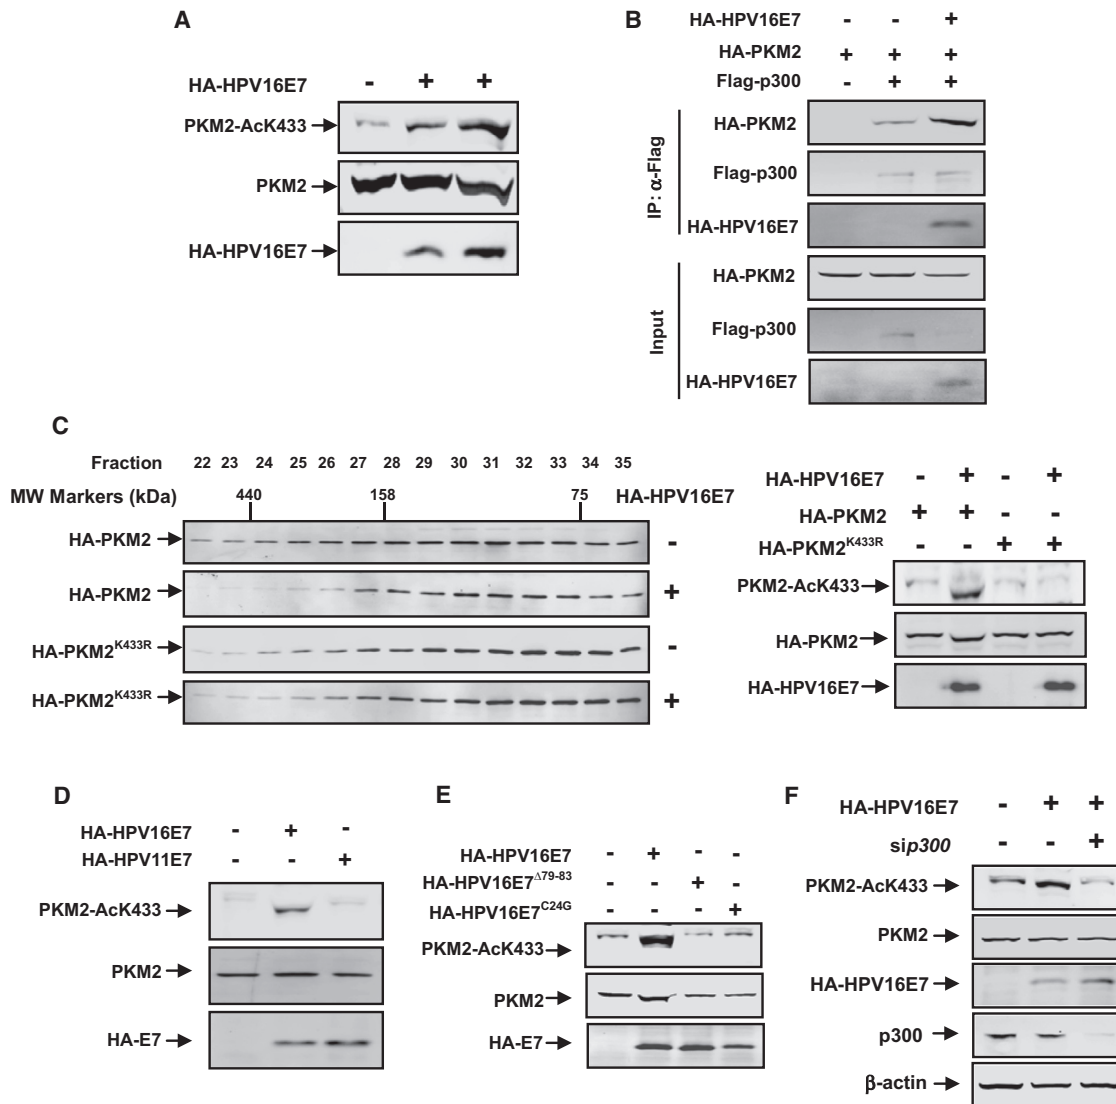 A
HA-HPV16E7 - + +
PKM2-AcK433
PKM2
HA-HPV16E7
B
HA-HPV16E7 - - +
HA-PKM2 + + +
Flag-p300 - + +
IP: α-Flag
HA-PKM2
Flag-p300
HA-HPV16E7
Input
HA-PKM2
Flag-p300
HA-HPV16E7
C
Fraction 22 23 24 25 26 27 28 29 30 31 32 33 34 35
MW Markers (kDa) 440 158 75 HA-HPV16E7
HA-PKM2 -
HA-PKM2 +
HA-PKM2K433R -
HA-PKM2K433R +
HA-HPV16E7 - + - +
HA-PKM2 + + - -
HA-PKM2K433R - - + +
PKM2-AcK433
HA-PKM2
HA-HPV16E7
D
HA-HPV16E7 - + -
HA-HPV11E7 - - +
PKM2-AcK433
PKM2
HA-E7
E
HA-HPV16E7 - + - -
HA-HPV16E7Δ79-83 - - + -
HA-HPV16E7C24G - - - +
PKM2-AcK433
PKM2
HA-E7
F
HA-HPV16E7 - + +
sip300 - - +
PKM2-AcK433
PKM2
HA-HPV16E7
p300
β-actin